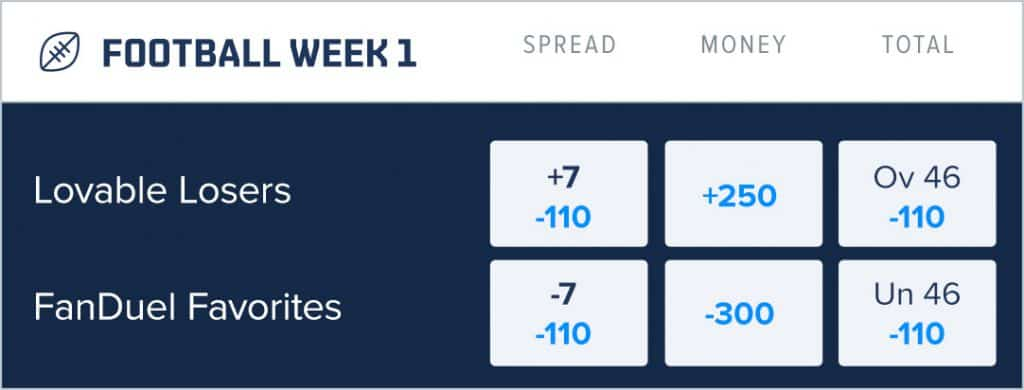 FOOTBALL WEEK 1
SPREAD MONEY TOTAL
Lovable Losers
+7
-110
+250
Ov 46
-110
FanDuel Favorites
-7
-110
-300
Un 46
-110